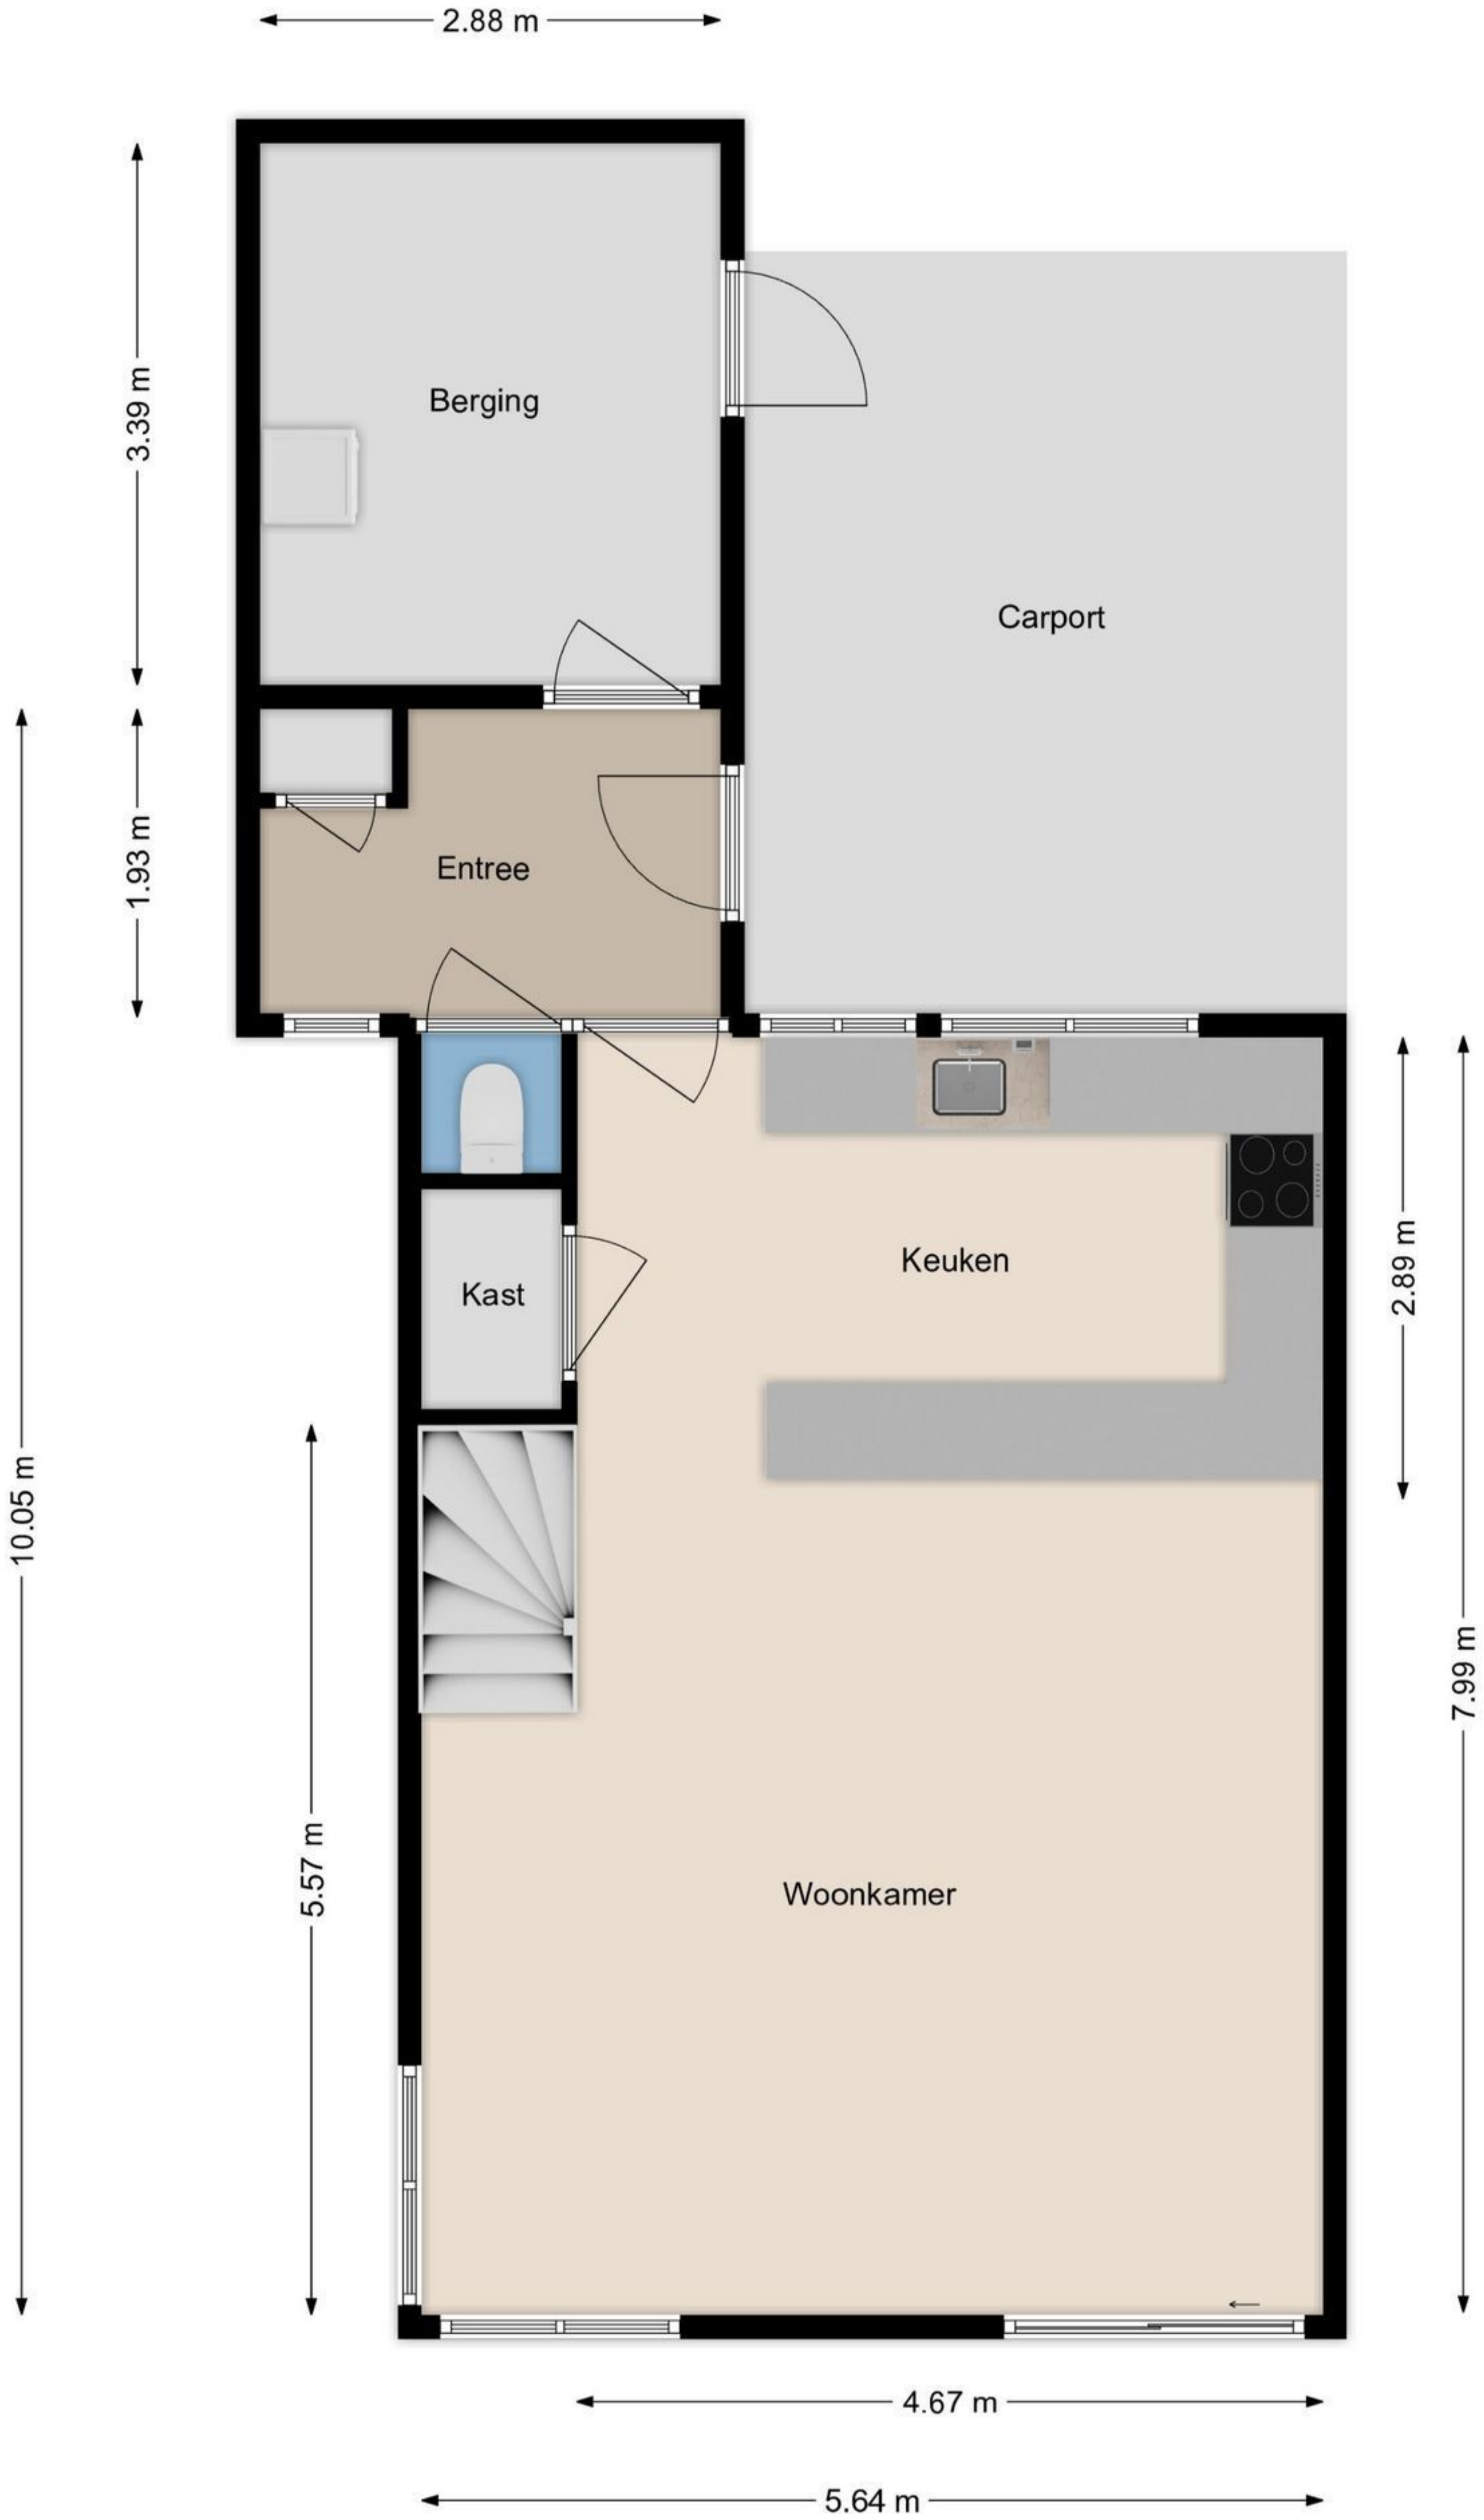 2.88 m
3.39 m
Berging
Carport
1.93 m
Entree
Keuken
Kast
2.89 m
10.05 m
7.99 m
5.57 m
Woonkamer
4.67 m
5.64 m